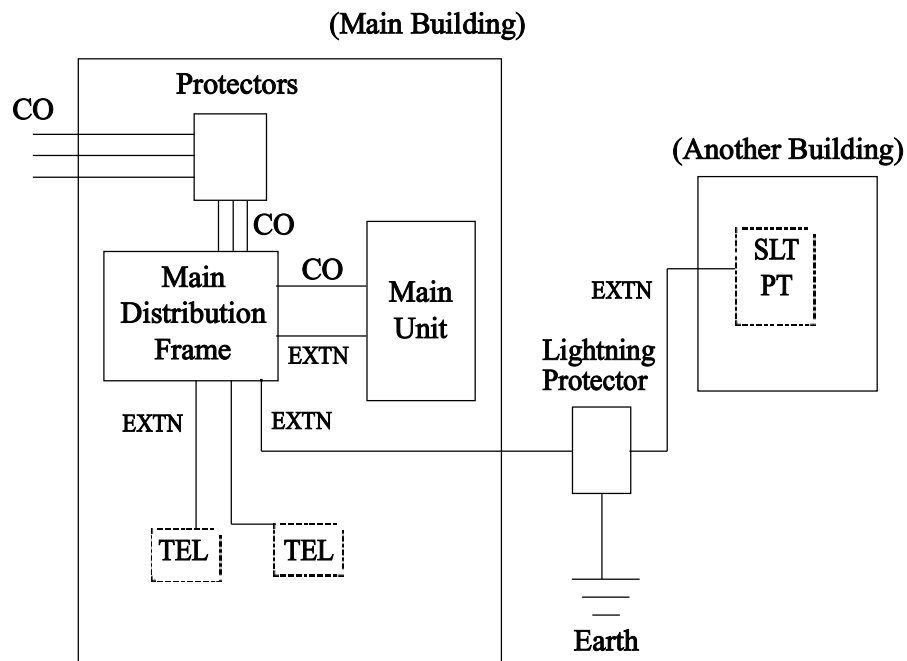 (Main Building)
Protectors
CO
(Another Building)
CO
Main
Distribution
Frame
CO
EXTN
Main
Unit
SLT
PT
EXTN
Lightning
Protector
EXTN
EXTN
TEL
TEL
Earth